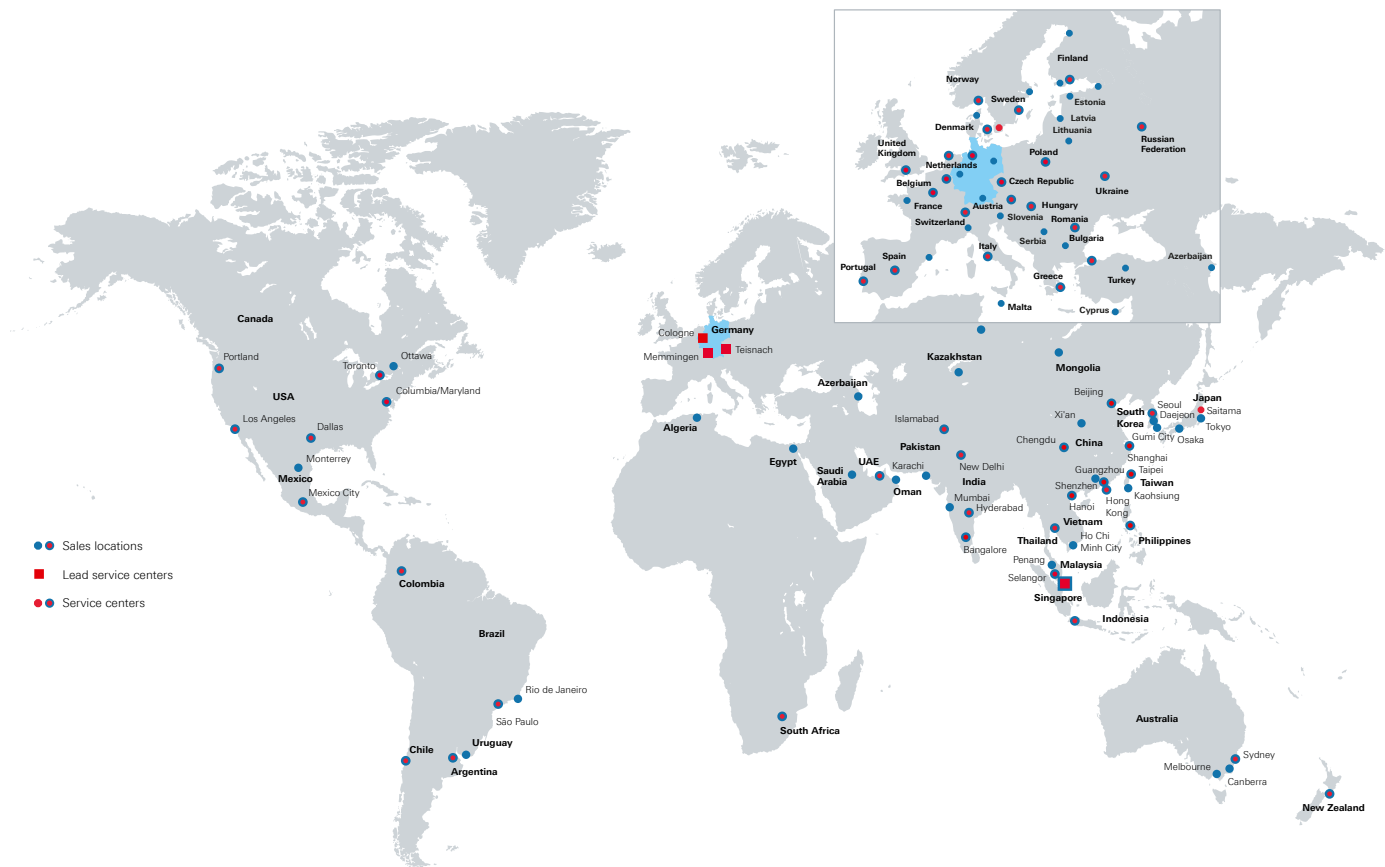 Finland
Norway
Sweden
Estonia
Latvia
Lithuania
Denmark
Russian
Federation
United
Kingdom
Poland
Netherlands
Belgium
Czech Republic
Ukraine
France
Austria
Hungary
Slovenia
Romania
Switzerland
Serbia
Bulgaria
Italy
Spain
Portugal
Azerbaijan
Greece
Turkey
Malta
Cyprus
Canada
Portland
Ottawa
Toronto
Columbia/Maryland
USA
Los Angeles
Dallas
Monterrey
Mexico
Mexico City
Sales locations
Lead service centers
Service centers
Colombia
Brazil
Rio de Janeiro
São Paulo
Chile
Uruguay
Argentina
Cologne
Germany
Memmingen
Teisnach
Algeria
Egypt
Saudi
Arabia
UAE
Oman
South Africa
Azerbaijan
Kazakhstan
Mongolia
Islamabad
Pakistan
Karachi
New Delhi
India
Mumbai
Hyderabad
Bangalore
Beijing
Xi'an
Chengdu
China
South
Korea
Seoul
Daejeon
Gumi City
Japan
Saitama
Tokyo
Osaka
Shanghai
Guangzhou
Taipei
Taiwan
Kaohsiung
Shenzhen
Hong
Kong
Hanoi
Vietnam
Thailand
Ho Chi
Minh City
Philippines
Penang
Malaysia
Selangor
Singapore
Indonesia
Australia
Sydney
Melbourne
Canberra
New Zealand